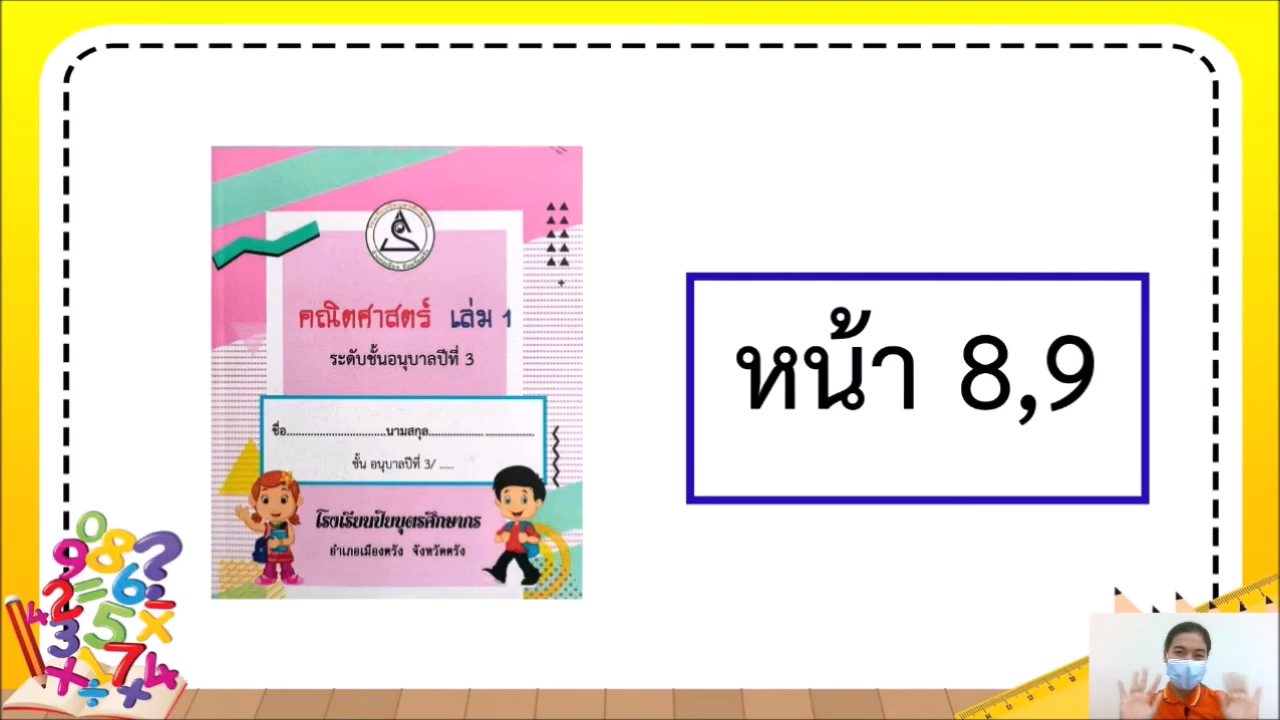 คณิตศาสตร์ เล่ม 1
ระดับชั้นอนุบาลปีที่ 3
ชื่อ................................นามสกุล.................. ................
ชั้น อนุบาลปีที่ 3/ .....
โรงเรียนปิยบุตรศึกษากร
อำเภอเมืองตรัง จังหวัดตรัง
หน้า 8,9